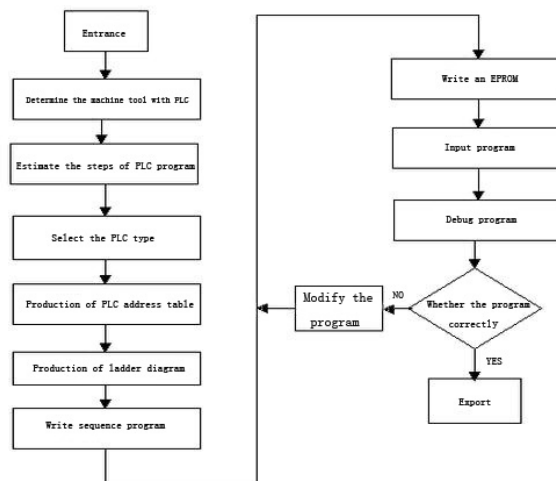 Entrance
Determine the machine tool with PLC
Estimate the steps of PLC program
Select the PLC type
Production of PLC address table
Production of ladder diagram
Write sequence program
Write an EPROM
Input program
Debug program
Whether the program
correctly
NO
Modify the
program
YES
Export